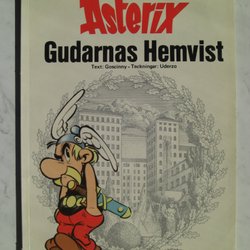 Asterix
Gudarnas Hemvist
Text: Goscinny - Teckningar: Uderzo